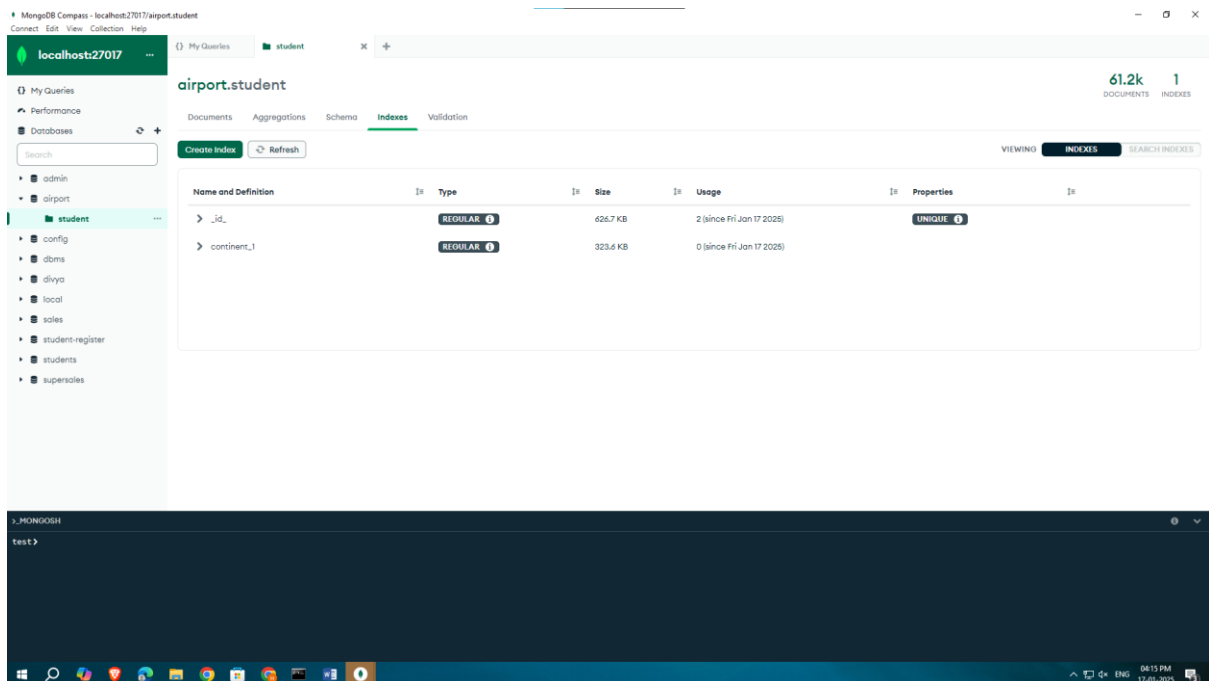 MongoDB Compass - localhost:27017/airport.student
Connect Edit View Collection Help
localhost:27017 ...
{} My Queries
Performance
Databases
Search
admin
airport
student ...
config
dbms
divya
local
sales
student-register
students
supersales
{} My Queries student
airport.student
61.2k 1
DOCUMENTS INDEXES
Documents Aggregations Schema Indexes Validation
Create Index Refresh
VIEWING INDEXES SEARCH INDEXES
Name and Definition Type Size Usage Properties
_id_ REGULAR 626.7 KB 2 (since Fri Jan 17 2025) UNIQUE
continent_1 REGULAR 323.6 KB 0 (since Fri Jan 17 2025)
>_MONGOSH
test>
ENG 04:15 PM
17-01-2025